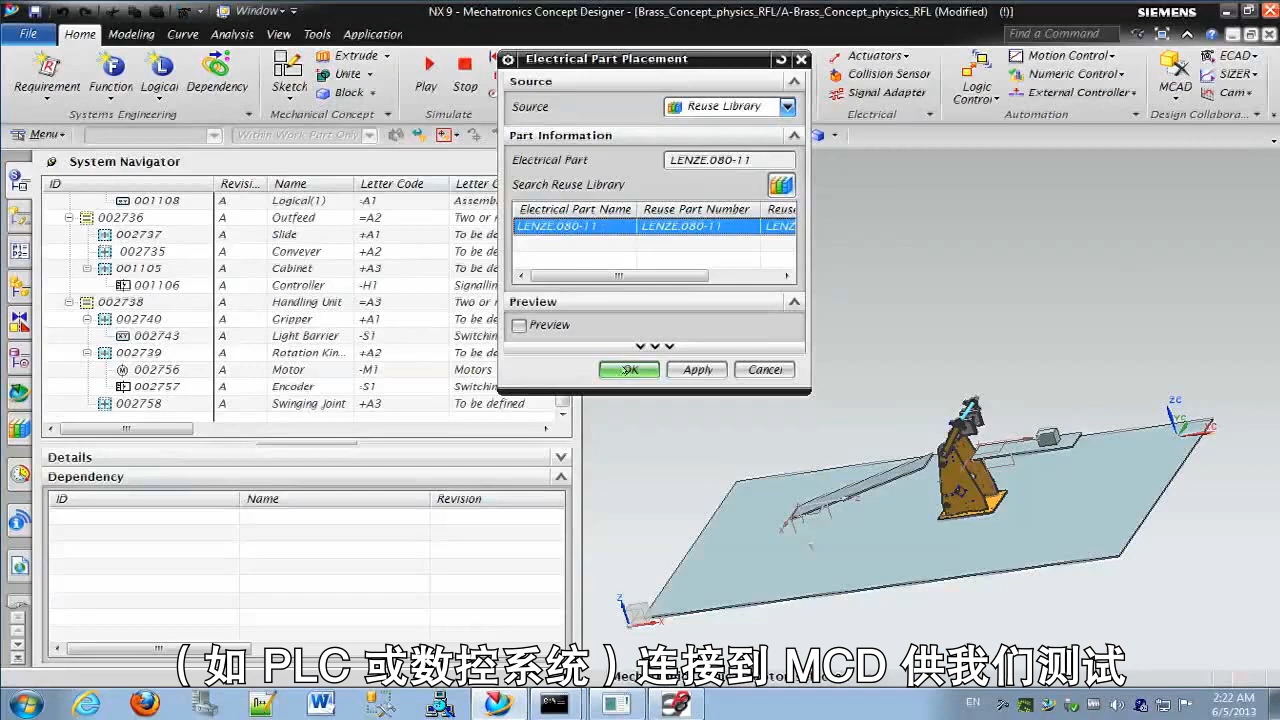 NX 9 - Mechatronics Concept Designer - [Brass_Concept_physics_RFL/A-Brass_Concept_physics_RFL (Modified) (!)]
Window
SIEMENS
File Home Modeling Curve Analysis View Tools Application
Find a Command
Requirement Function Logical Dependency
Systems Engineering
Sketch Extrude
Unite
Block
Mechanical Concept
Play Stop
Simulate
Actuators
Collision Sensor
Signal Adapter
Electrical
Logic Control
Motion Control
Numeric Control
External Controller
Automation
MCAD ECAD
SIZER
Cam
Design Collabora...
Menu
Within Work Part Only
Electrical Part Placement
Source
Source Reuse Library
Part Information
Electrical Part LENZE.080-11
Search Reuse Library
Electrical Part Name Reuse Part Number Reuse
LENZE.080-11 LENZE.080-11 LENZ
Preview
Preview
OK Apply Cancel
System Navigator
ID Revisi... Name Letter Code Letter C
001108 A Logical(1) -A1 Assemb
002736 A Outfeed =A2 Two or r
002737 A Slide +A1 To be d
002735 A Conveyer +A2 To be d
001105 A Cabinet +A3 To be d
001106 A Controller -H1 Signallin
002738 A Handling Unit =A3 Two or r
002740 A Gripper +A1 To be d
002743 A Light Barrier -S1 Switchin
002739 A Rotation Kin... +A2 To be d
002756 A Motor -M1 Motors
002757 A Encoder -S1 Switchin
002758 A Swinging Joint +A3 To be defined
Details
Dependency
ID Name Revision
ZC
YC
XC
Z
X
（如 PLC 或数控系统）连接到 MCD 供我们测试
EN
2:22 AM
6/5/2013